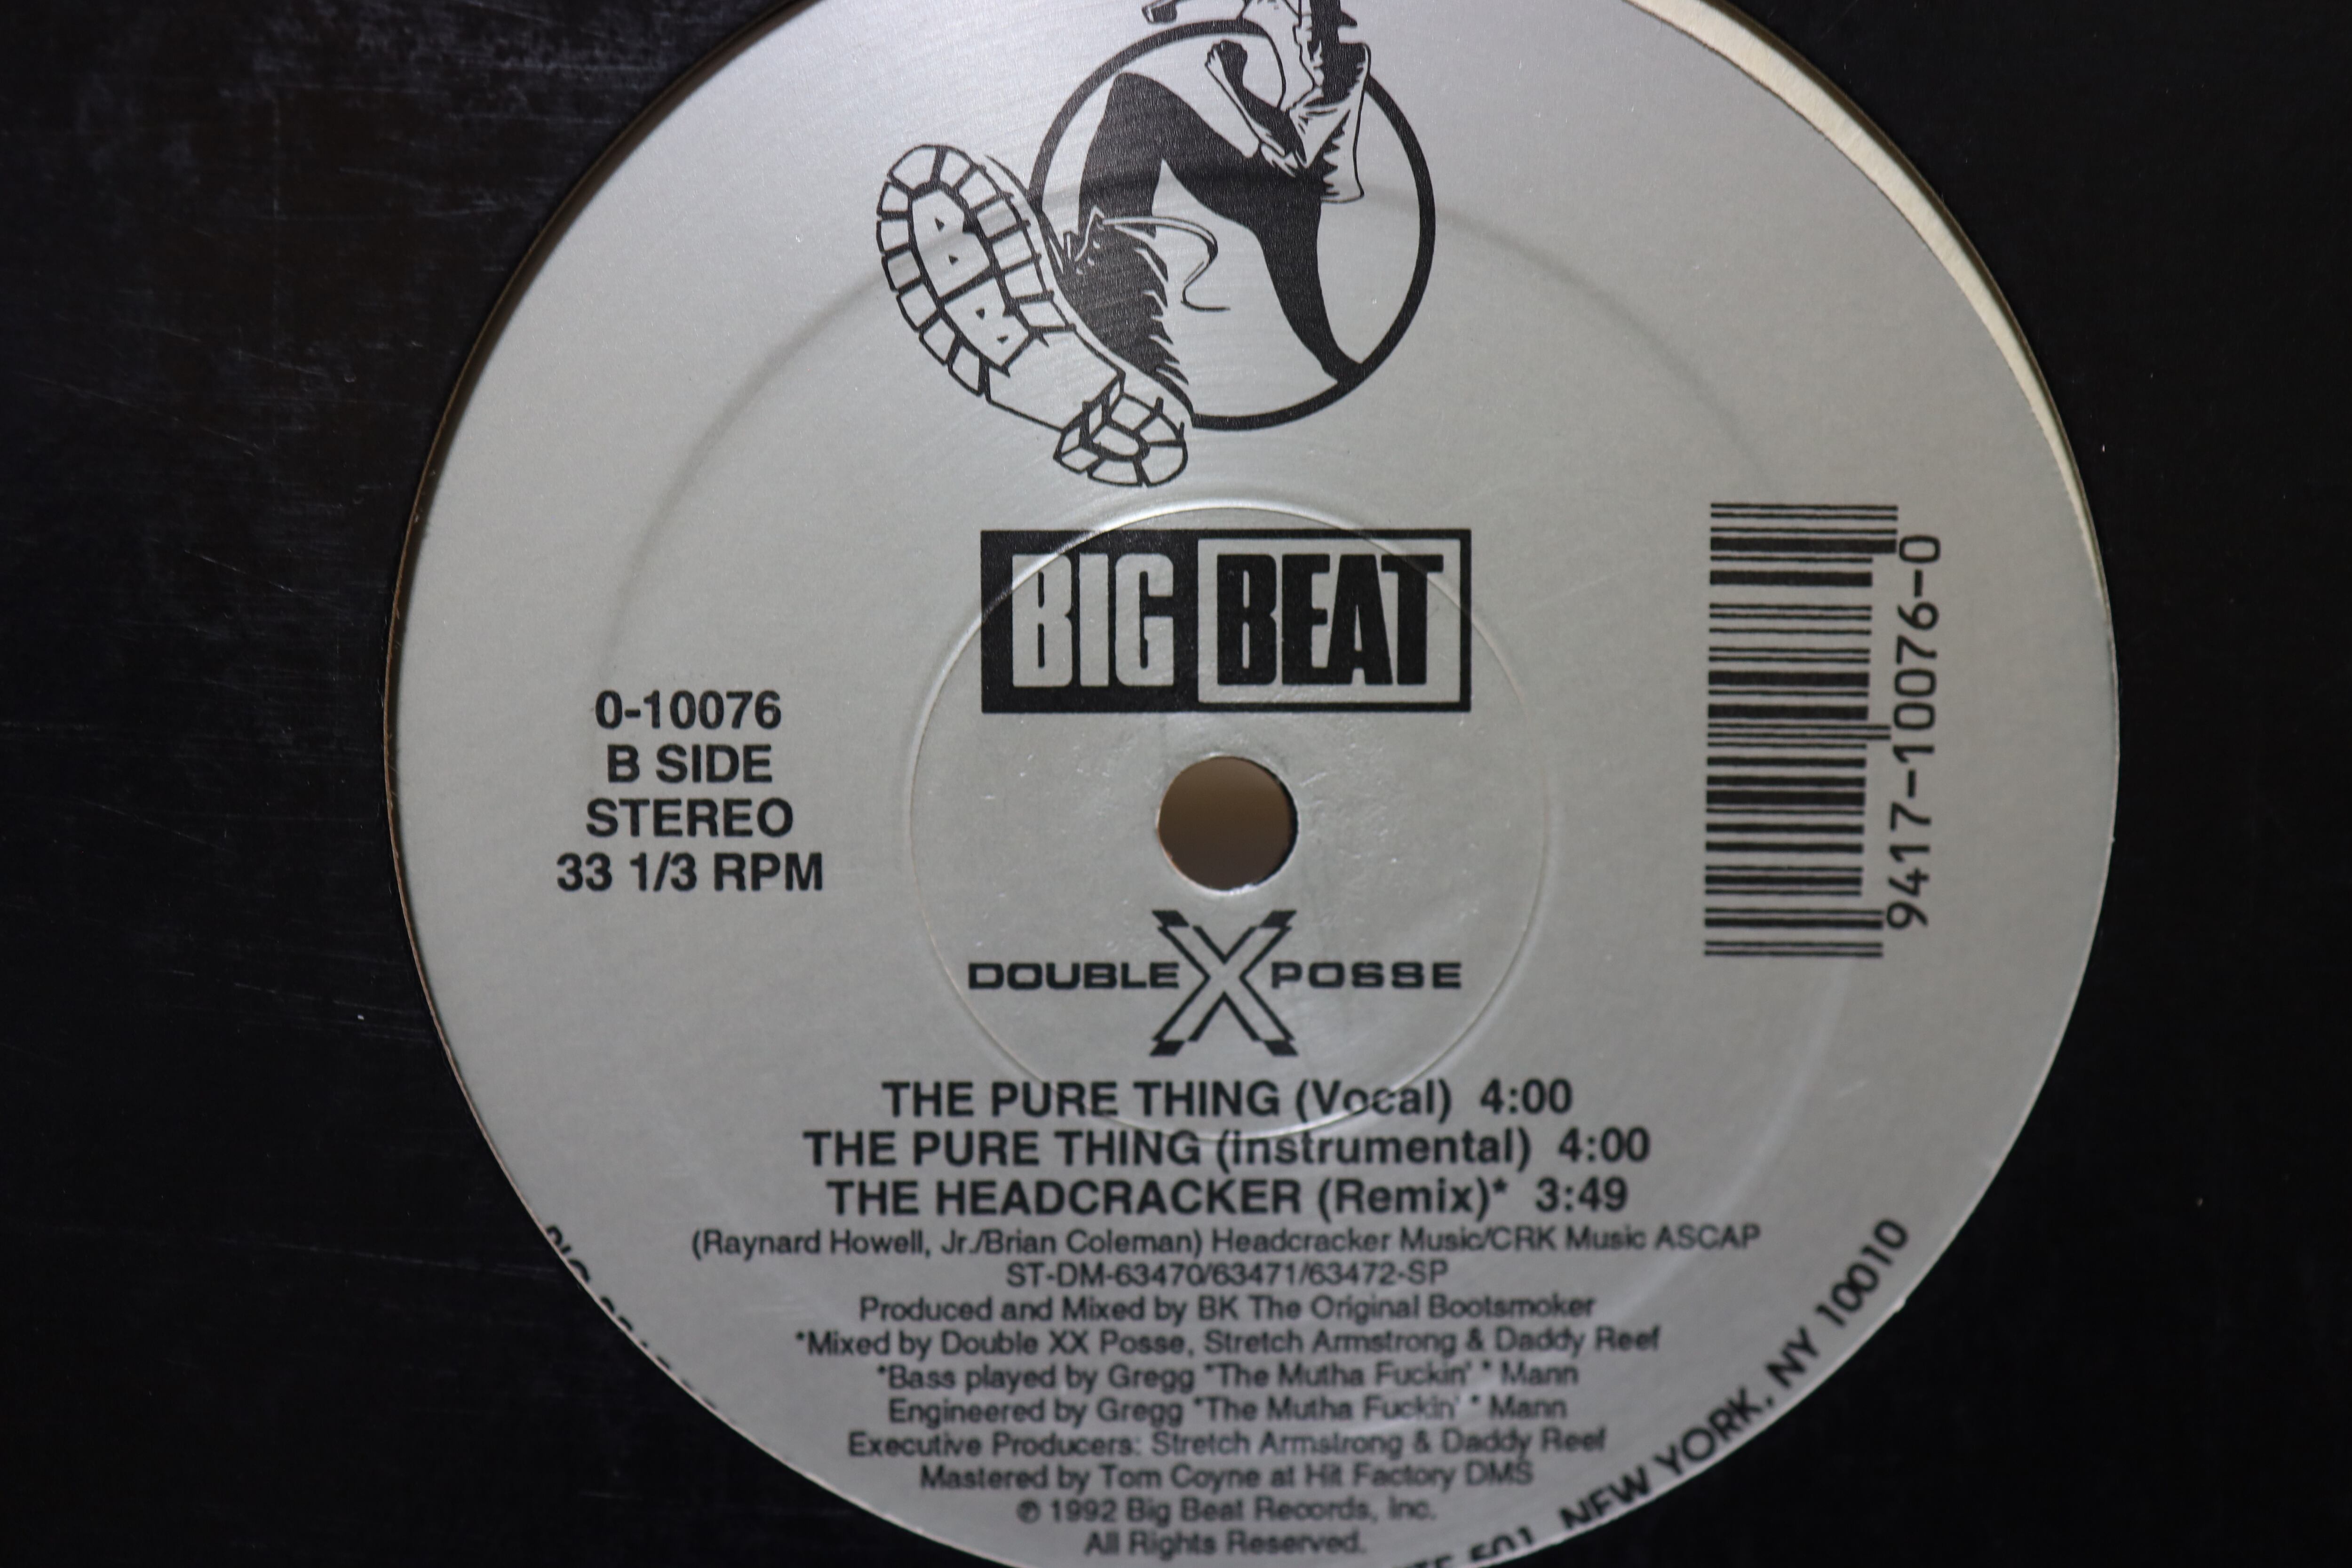 BB
BIG BEAT
0-10076
B SIDE
STEREO
33 1/3 RPM
9417-10076-0
DOUBLE X POSSE
THE PURE THING (Vocal) 4:00
THE PURE THING (Instrumental) 4:00
THE HEADCRACKER (Remix)* 3:49
(Raynard Howell, Jr./Brian Coleman) Headcracker Music/CRK Music ASCAP
ST-DM-63470/63471/63472-SP
Produced and Mixed by BK The Original Bootsmoker
*Mixed by Double XX Posse, Stretch Armstrong & Daddy Reef
*Bass played by Gregg "The Mutha Fuckin' " Mann
Engineered by Gregg "The Mutha Fuckin' " Mann
Executive Producers: Stretch Armstrong & Daddy Reef
Mastered by Tom Coyne at Hit Factory DMS
℗ 1992 Big Beat Records, Inc.
All Rights Reserved.
501, NEW YORK, NY 10010